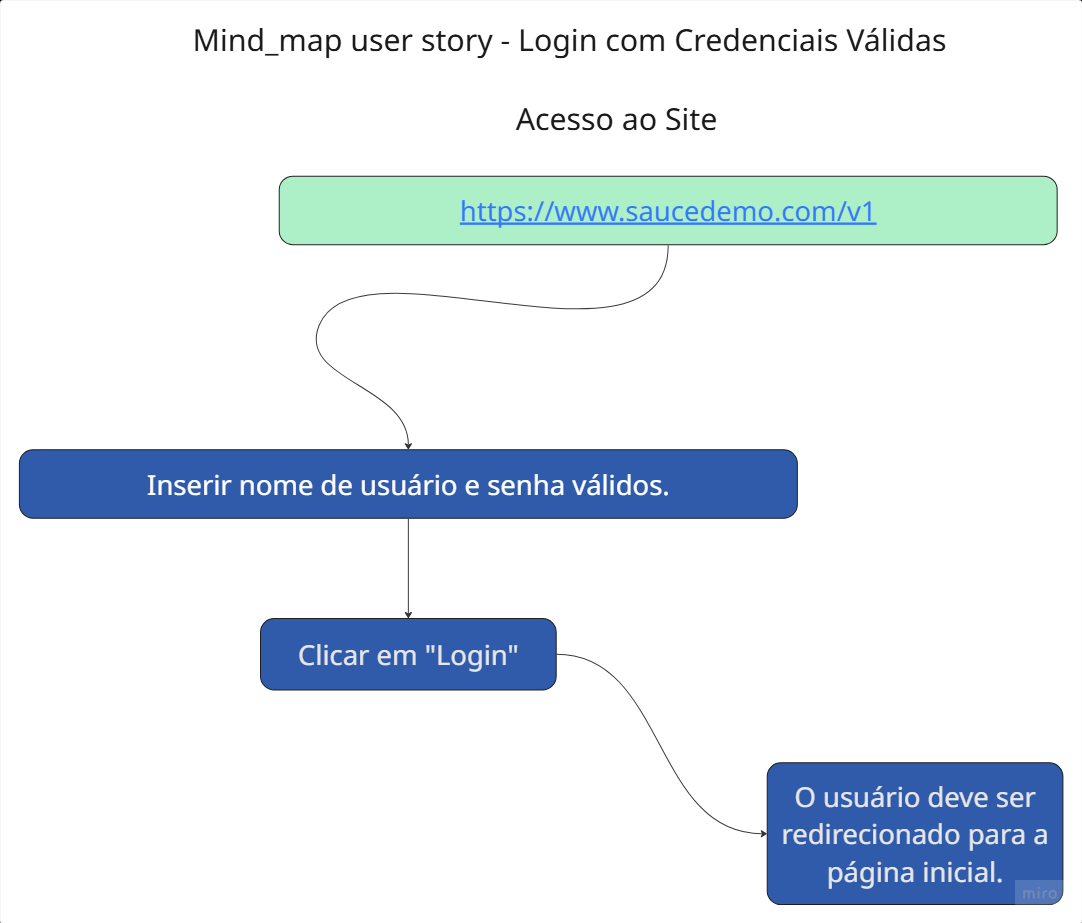 Mind_map user story - Login com Credenciais Válidas
Acesso ao Site
https://www.saucedemo.com/v1
Inserir nome de usuário e senha válidos.
Clicar em "Login"
O usuário deve ser
redirecionado para a
página inicial.
miro